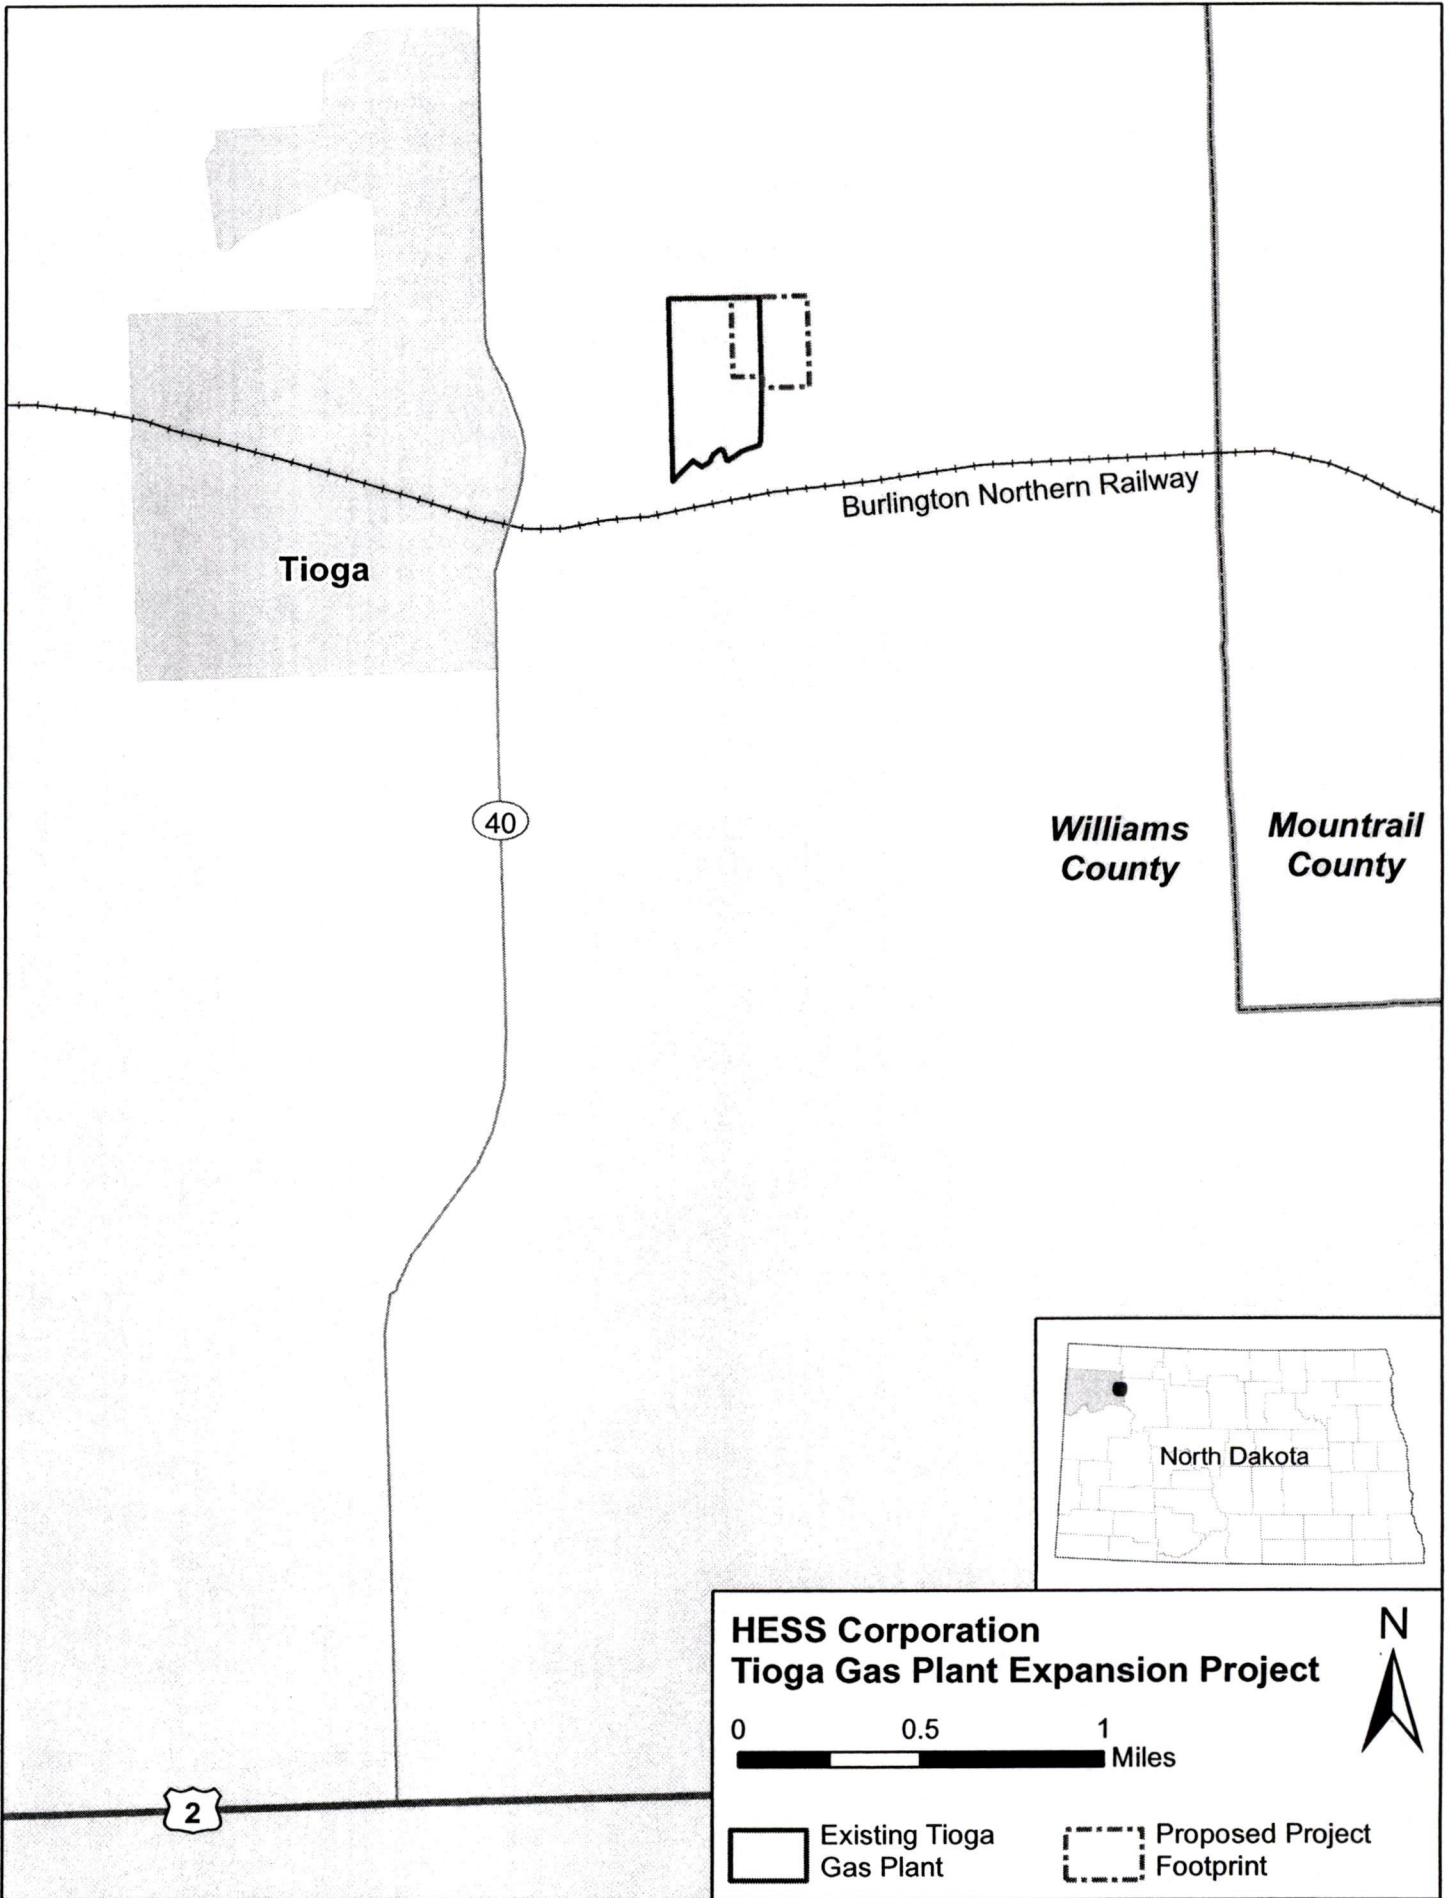 Burlington Northern Railway
Tioga
40
Williams
County
Mountrail
County
North Dakota
HESS Corporation
Tioga Gas Plant Expansion Project
N
0 0.5 1
Miles
2
Existing Tioga
Gas Plant
Proposed Project
Footprint